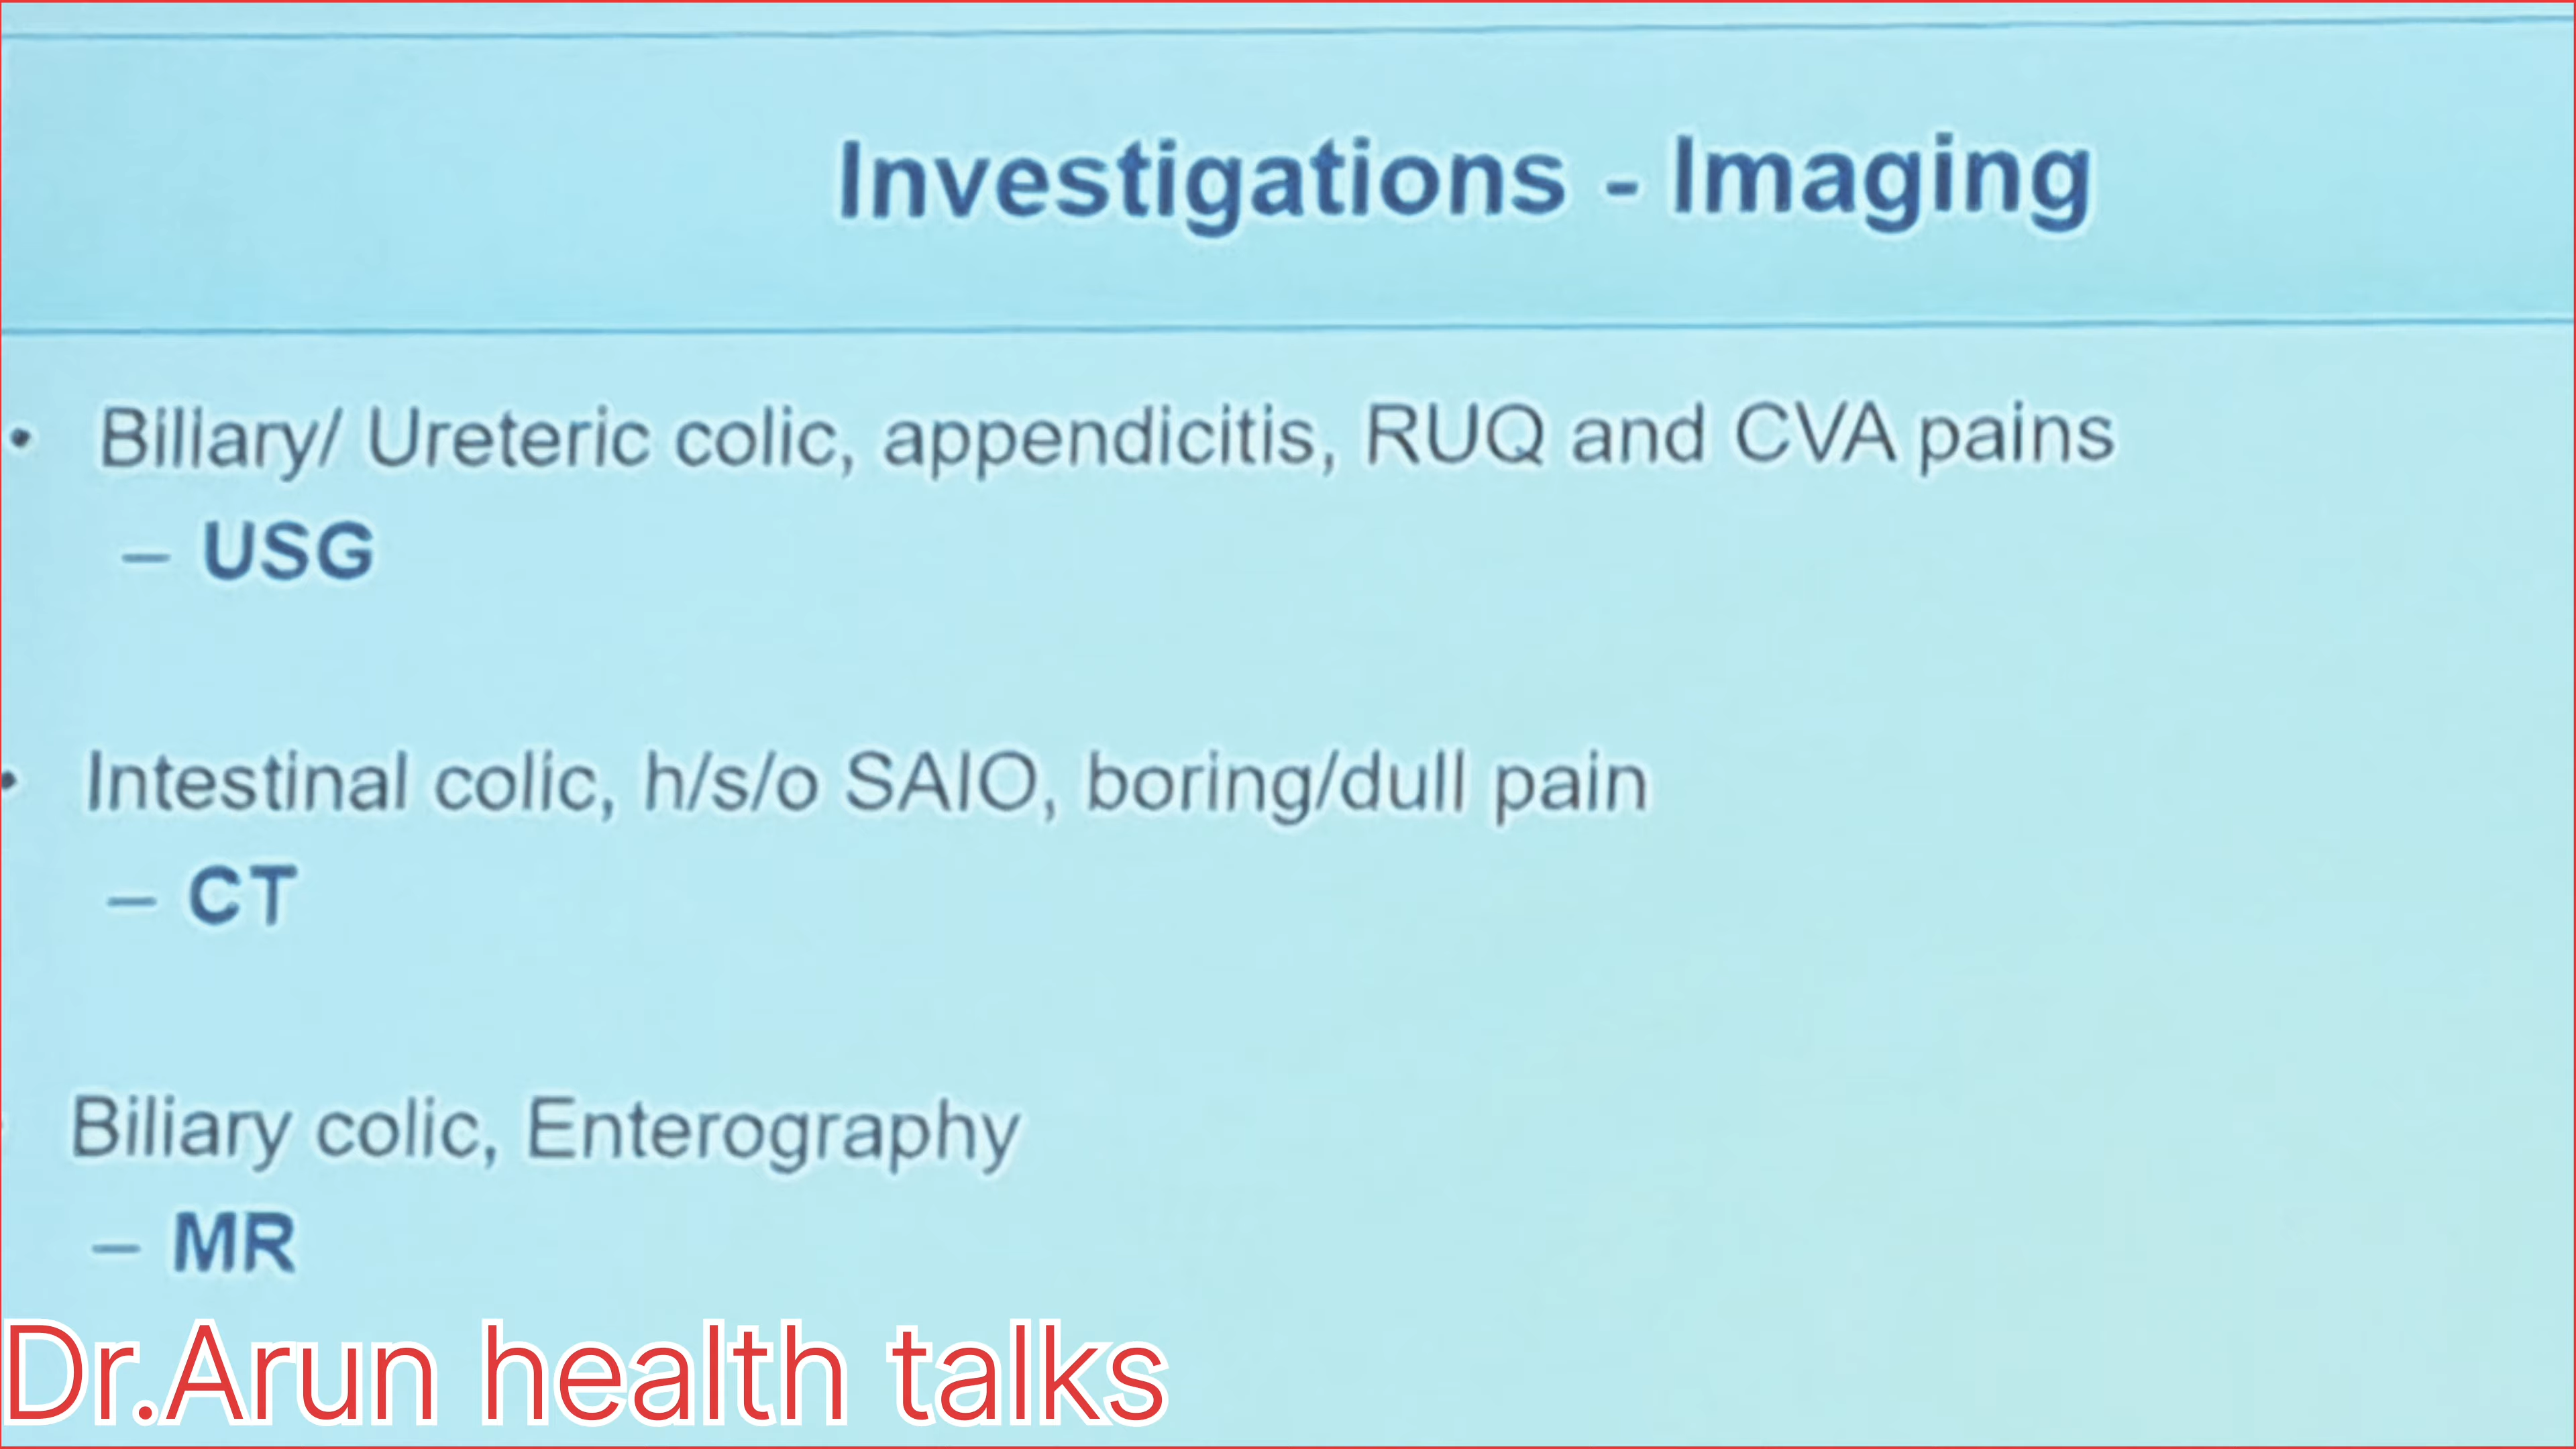 Investigations - Imaging
• Biliary/ Ureteric colic, appendicitis, RUQ and CVA pains
– USG
• Intestinal colic, h/s/o SAIO, boring/dull pain
– CT
Biliary colic, Enterography
– MR
Dr.Arun health talks